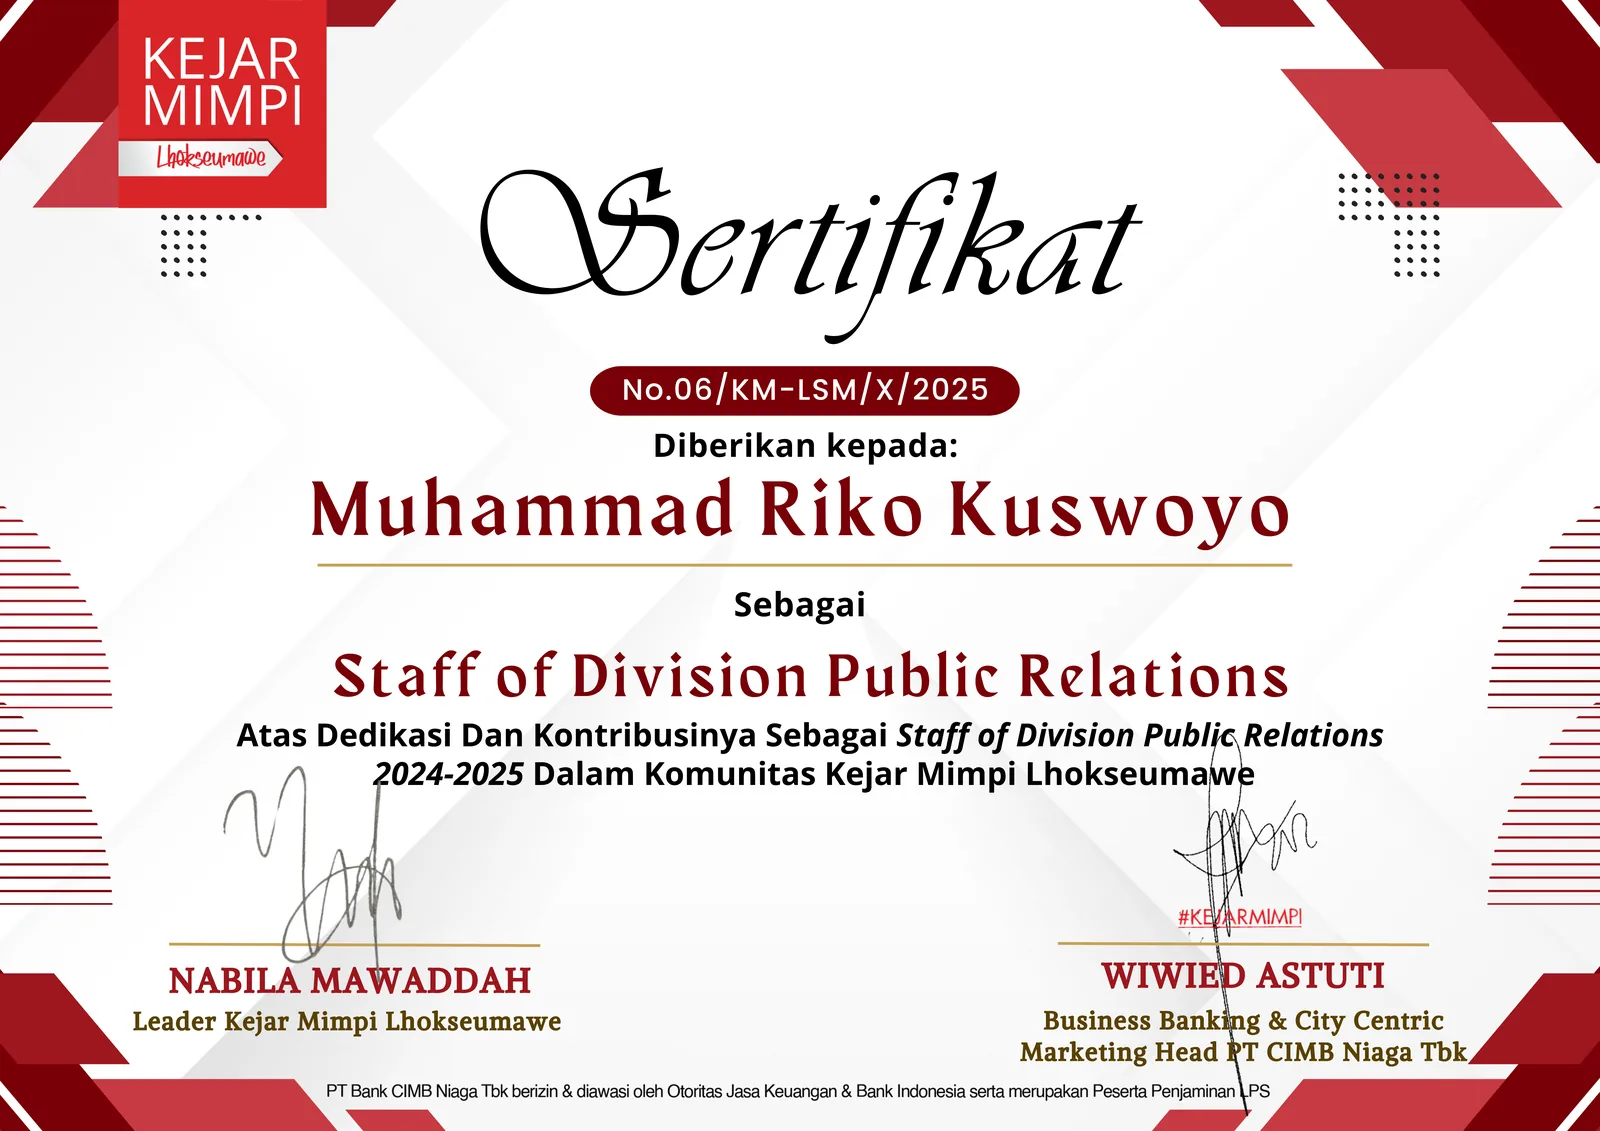 KEJAR
MIMPI
Lhokseumawe
Sertifikat
No.06/KM-LSM/X/2025
Diberikan kepada:
Muhammad Riko Kuswoyo
Sebagai
Staff of Division Public Relations
Atas Dedikasi Dan Kontribusinya Sebagai Staff of Division Public Relations
2024-2025 Dalam Komunitas Kejar Mimpi Lhokseumawe
#KEJARMIMPI
NABILA MAWADDAH
Leader Kejar Mimpi Lhokseumawe
WIWIED ASTUTI
Business Banking & City Centric
Marketing Head PT CIMB Niaga Tbk
PT Bank CIMB Niaga Tbk berizin & diawasi oleh Otoritas Jasa Keuangan & Bank Indonesia serta merupakan Peserta Penjaminan LPS